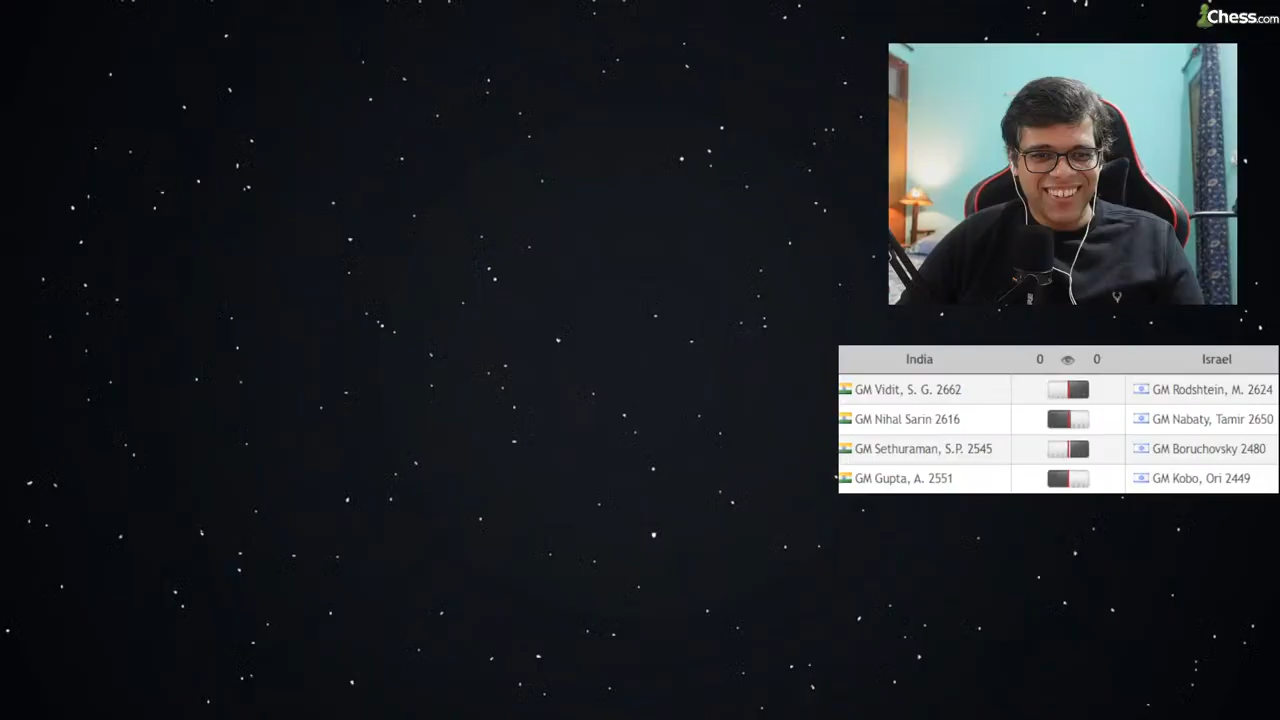 Chess.com
India 0 0 Israel
GM Vidit, S. G. 2662 GM Rodshtein, M. 2624
GM Nihal Sarin 2616 GM Nabaty, Tamir 2650
GM Sethuraman, S.P. 2545 GM Boruchovsky 2480
GM Gupta, A. 2551 GM Kobo, Ori 2449